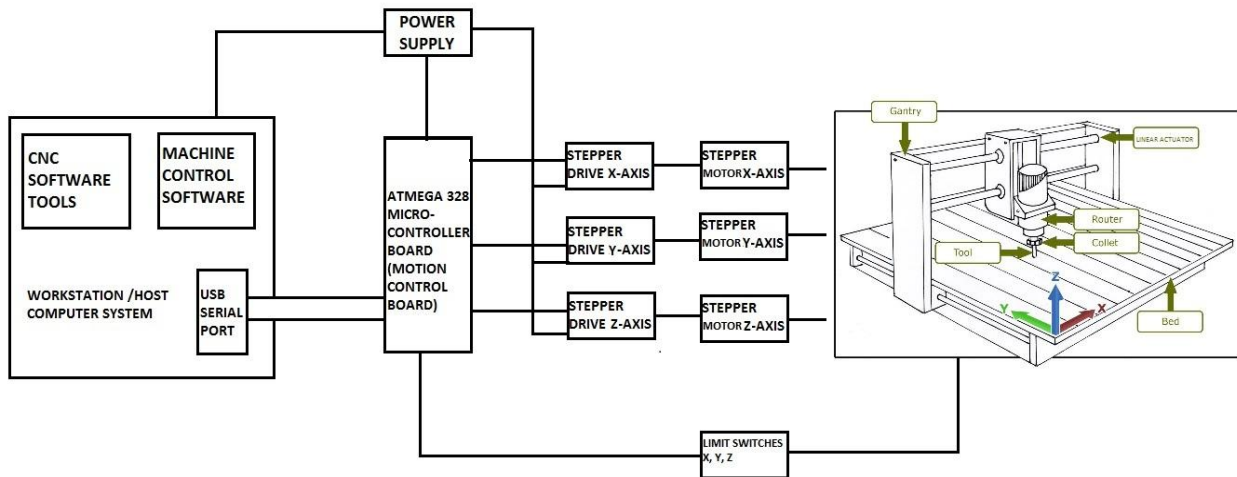 POWER
SUPPLY
CNC
SOFTWARE
TOOLS
MACHINE
CONTROL
SOFTWARE
WORKSTATION /HOST
COMPUTER SYSTEM
USB
SERIAL
PORT
ATMEGA 328
MICRO-
CONTROLLER
BOARD
(MOTION
CONTROL
BOARD)
STEPPER
DRIVE X-AXIS
STEPPER
MOTOR X-AXIS
STEPPER
DRIVE Y-AXIS
STEPPER
MOTOR Y-AXIS
STEPPER
DRIVE Z-AXIS
STEPPER
MOTOR Z-AXIS
LIMIT SWITCHES
X, Y, Z
Gantry
LINEAR ACTUATOR
Router
Collet
Tool
Z
Y
X
Bed